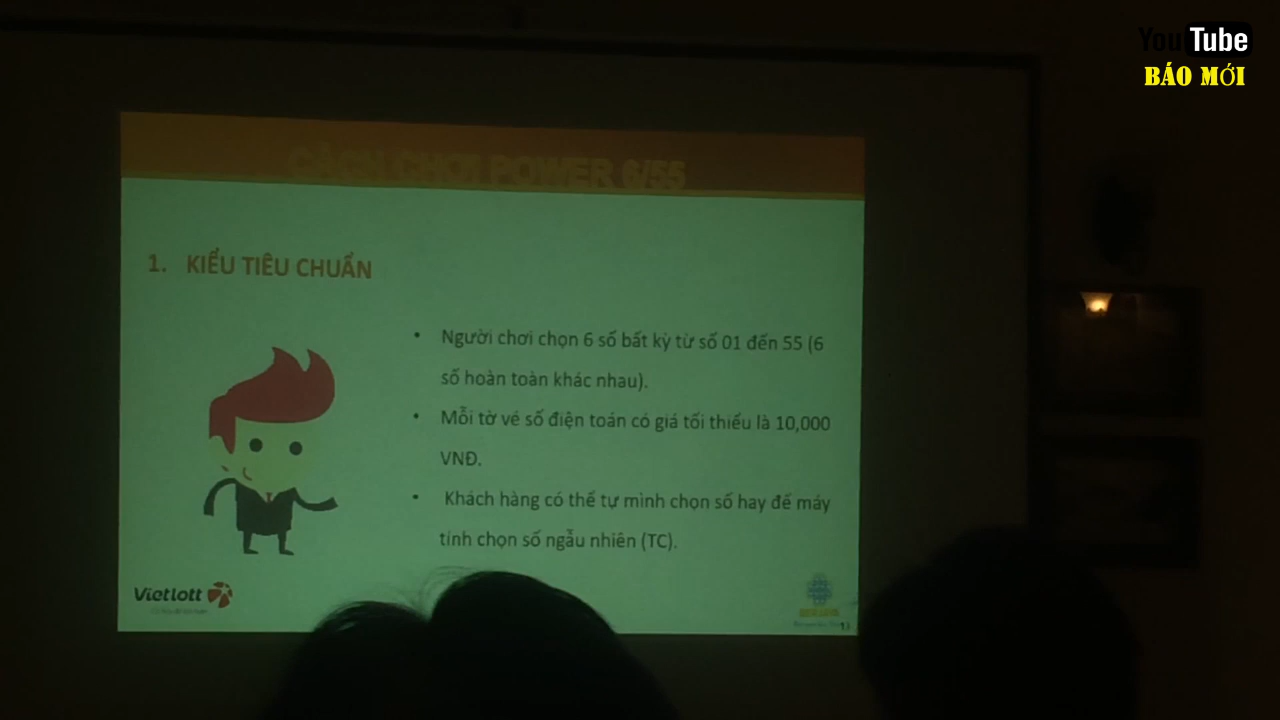 YouTube
BÁO MỚI
CÁCH CHƠI POWER 6/55
1. KIỂU TIÊU CHUẨN
• Người chơi chọn 6 số bất kỳ từ số 01 đến 55 (6
số hoàn toàn khác nhau).
• Mỗi tờ vé số điện toán có giá tối thiểu là 10,000
VNĐ.
• Khách hàng có thể tự mình chọn số hay để máy
tính chọn số ngẫu nhiên (TC).
Vietlott
13